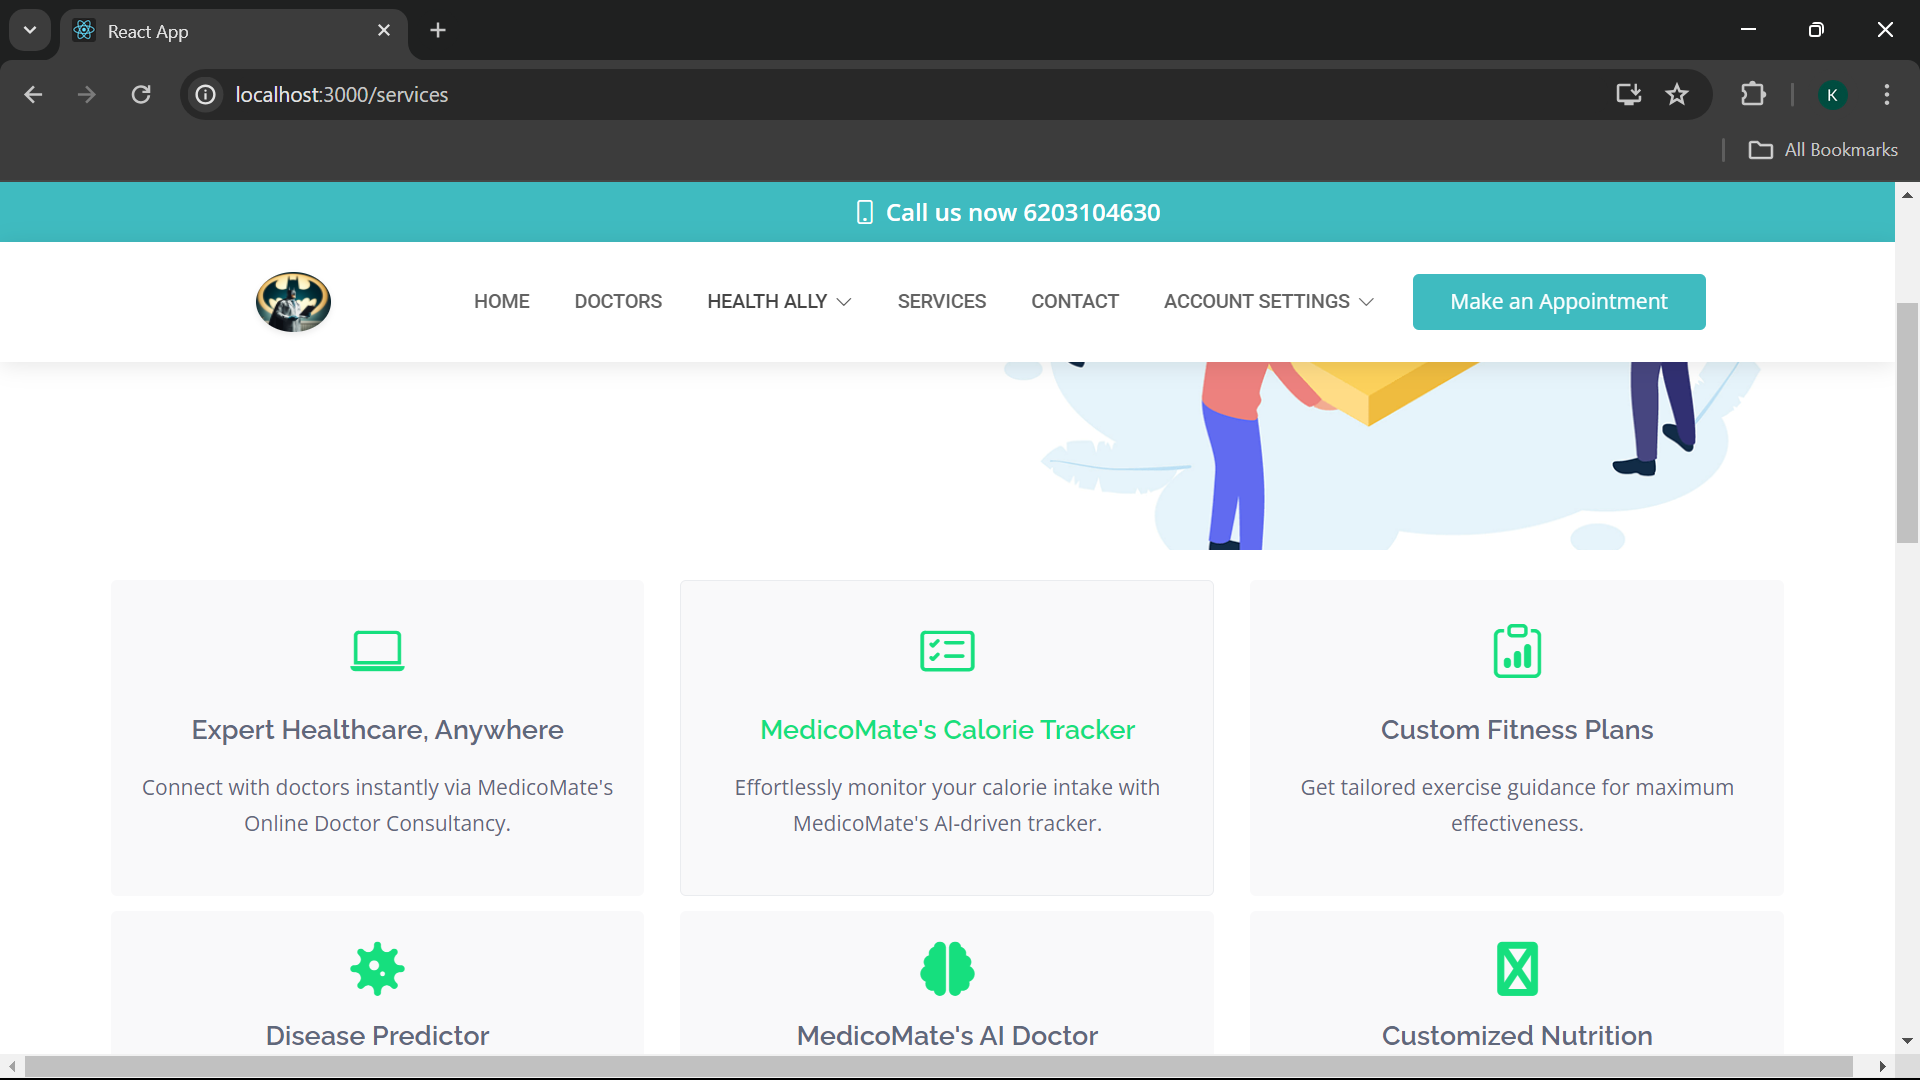 React App
localhost:3000/services
K
All Bookmarks
Call us now 6203104630
HOME DOCTORS HEALTH ALLY SERVICES CONTACT ACCOUNT SETTINGS Make an Appointment
Expert Healthcare, Anywhere
Connect with doctors instantly via MedicoMate's
Online Doctor Consultancy.
MedicoMate's Calorie Tracker
Effortlessly monitor your calorie intake with
MedicoMate's AI-driven tracker.
Custom Fitness Plans
Get tailored exercise guidance for maximum
effectiveness.
Disease Predictor
MedicoMate's AI Doctor
Customized Nutrition